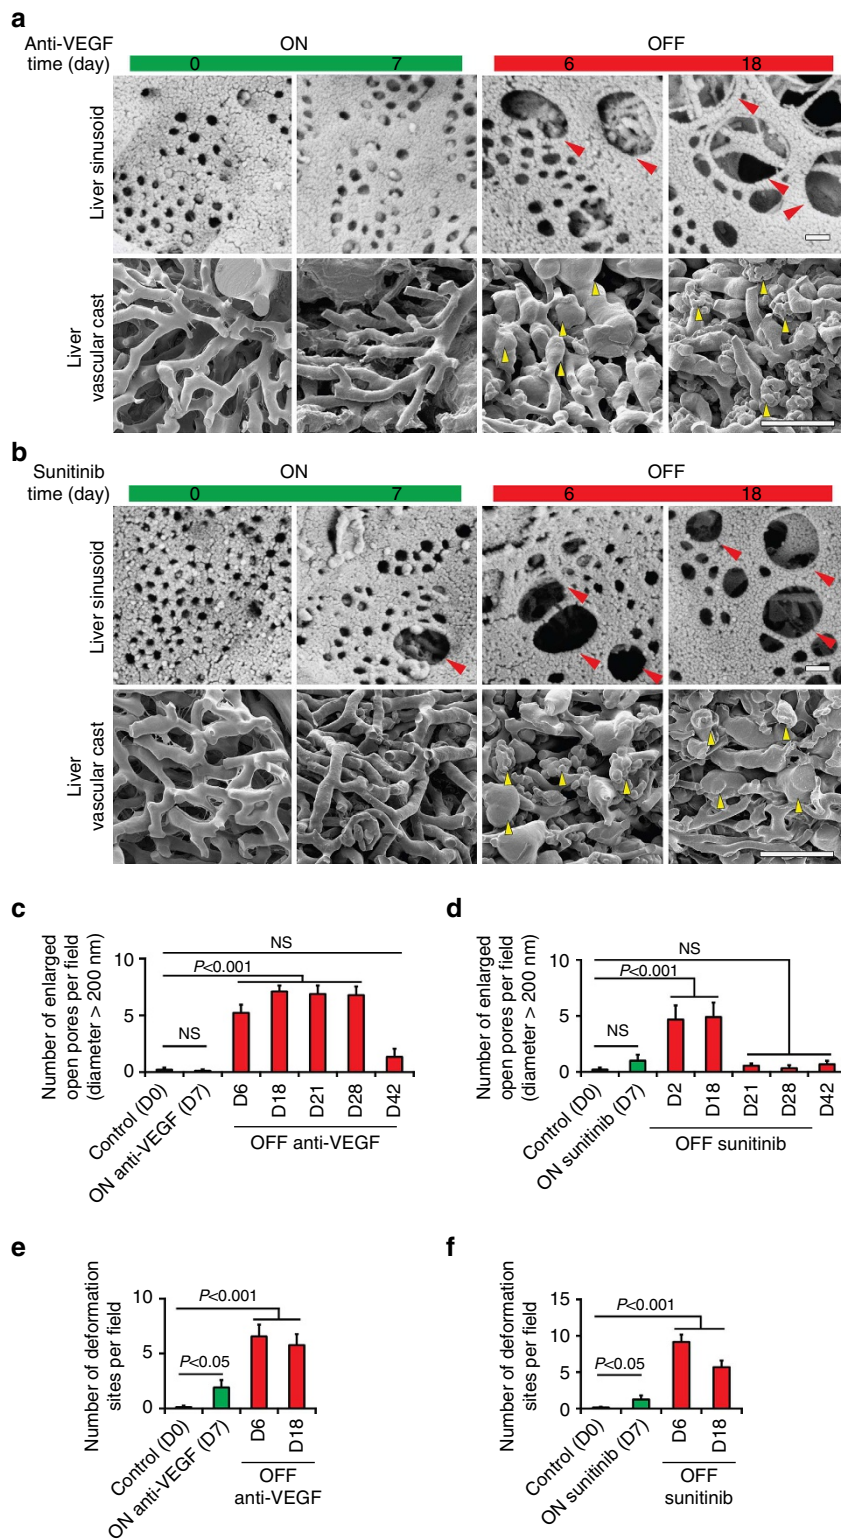 a
Anti-VEGF ON OFF
time (day) 0 7 6 18
Liver sinusoid
Liver
vascular cast
b
Sunitinib ON OFF
time (day) 0 7 6 18
Liver sinusoid
Liver
vascular cast
c
Number of enlarged
open pores per field
(diameter > 200 nm)
10
5
0
NS
P<0.001
NS
Control (D0)
ON anti-VEGF (D7)
D6
D18
D21
D28
D42
OFF anti-VEGF
d
Number of enlarged
open pores per field
(diameter > 200 nm)
10
5
0
NS
P<0.001
NS
Control (D0)
ON sunitinib (D7)
D2
D18
D21
D28
D42
OFF sunitinib
e
Number of deformation
sites per field
10
5
0
P<0.001
P<0.05
Control (D0)
ON anti-VEGF (D7)
D6
D18
OFF
anti-VEGF
f
Number of deformation
sites per field
15
10
5
0
P<0.001
P<0.05
Control (D0)
ON sunitinib (D7)
D6
D18
OFF
sunitinib